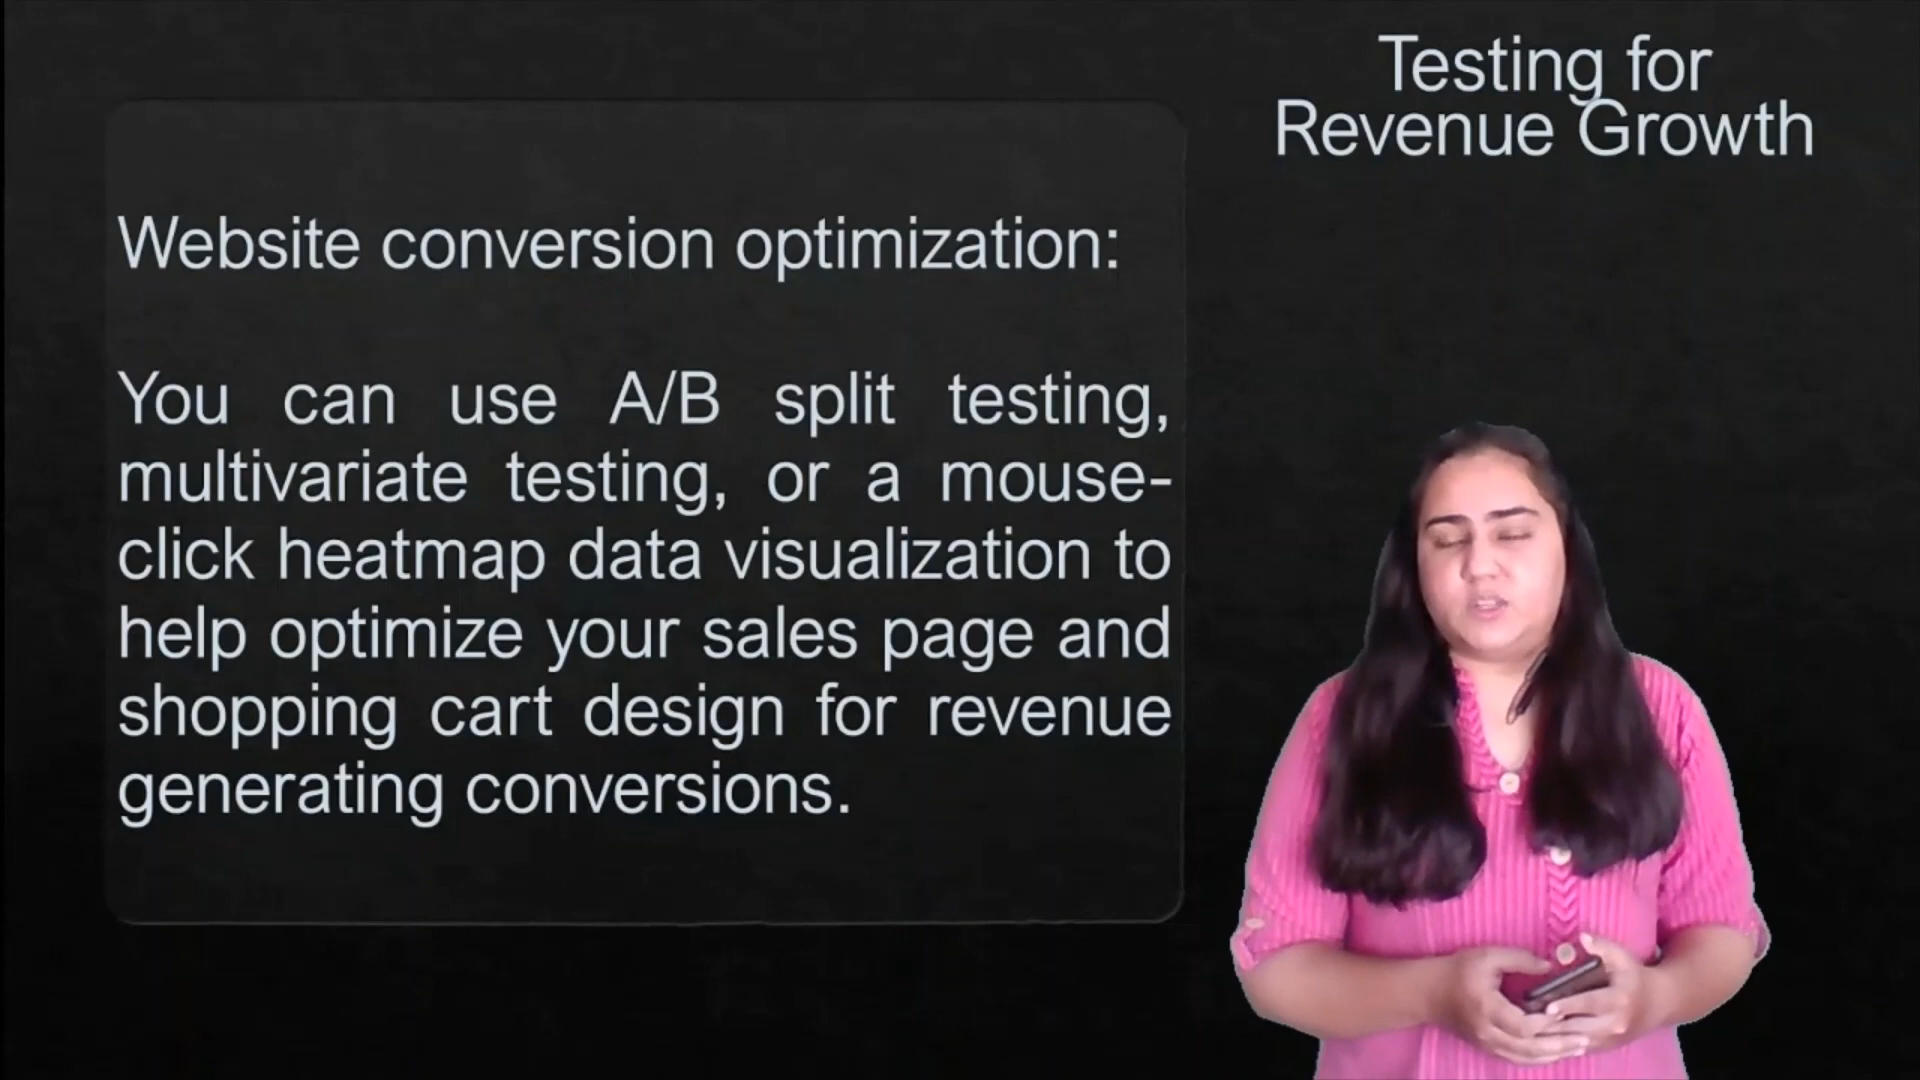 Testing for
Revenue Growth
Website conversion optimization:
You can use A/B split testing,
multivariate testing, or a mouse-
click heatmap data visualization to
help optimize your sales page and
shopping cart design for revenue
generating conversions.